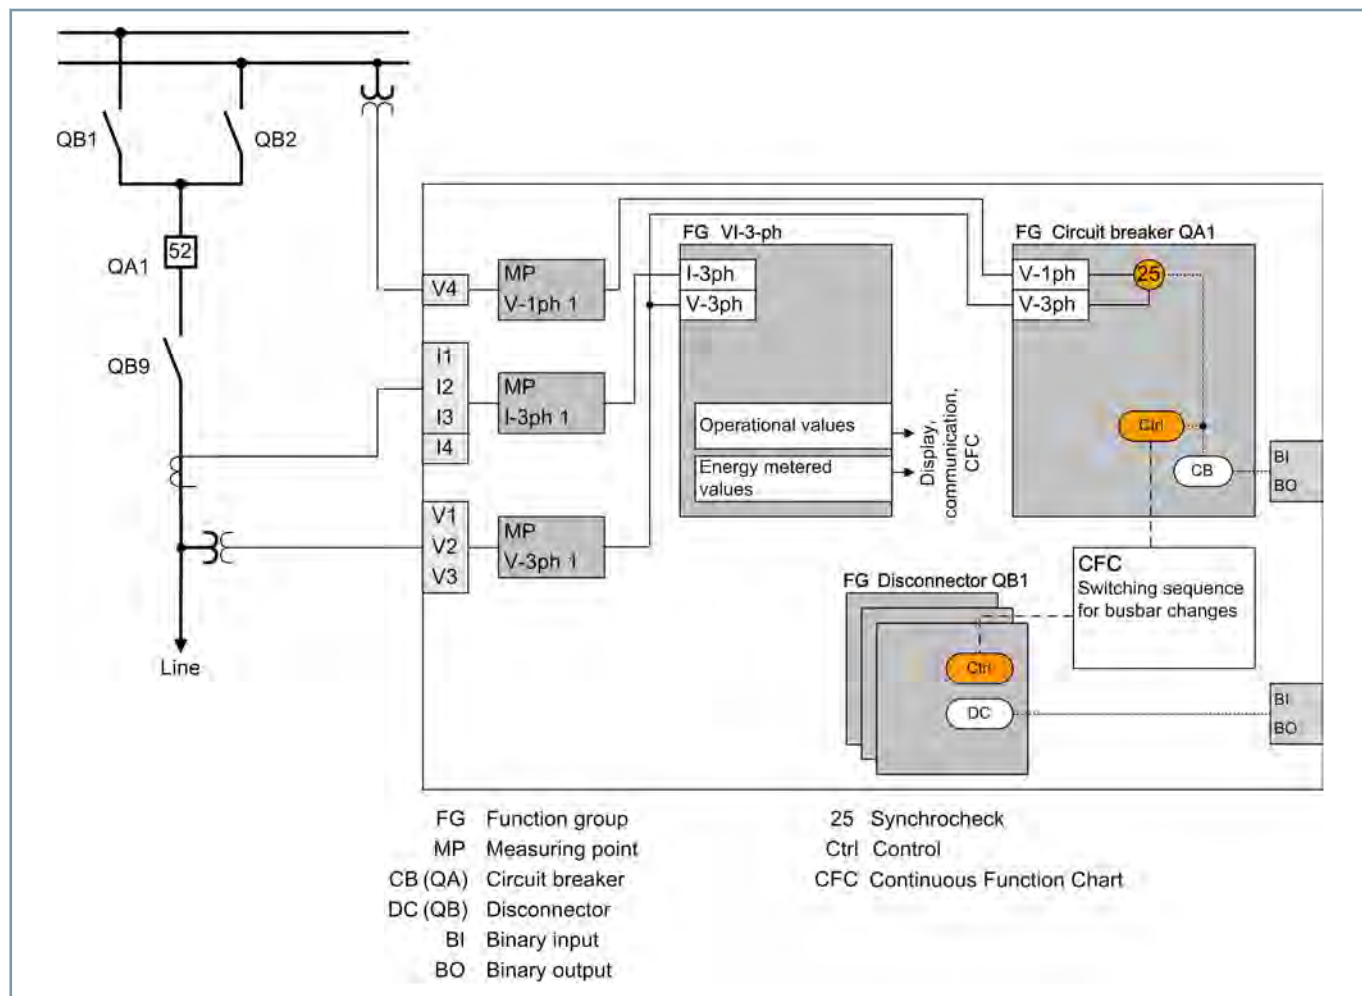 QB1
QB2
QA1
52
QB9
Line
V4
I1
I2
I3
I4
V1
V2
V3
MP
V-1ph 1
MP
I-3ph 1
MP
V-3ph 1
FG VI-3-ph
I-3ph
V-3ph
Operational values
Energy metered
values
Display,
communication,
CFC
FG Circuit breaker QA1
V-1ph
V-3ph
25
Ctrl
CB
BI
BO
CFC
Switching sequence
for busbar changes
FG Disconnector QB1
Ctrl
DC
BI
BO
FG Function group
MP Measuring point
CB (QA) Circuit breaker
DC (QB) Disconnector
BI Binary input
BO Binary output
25 Synchrocheck
Ctrl Control
CFC Continuous Function Chart